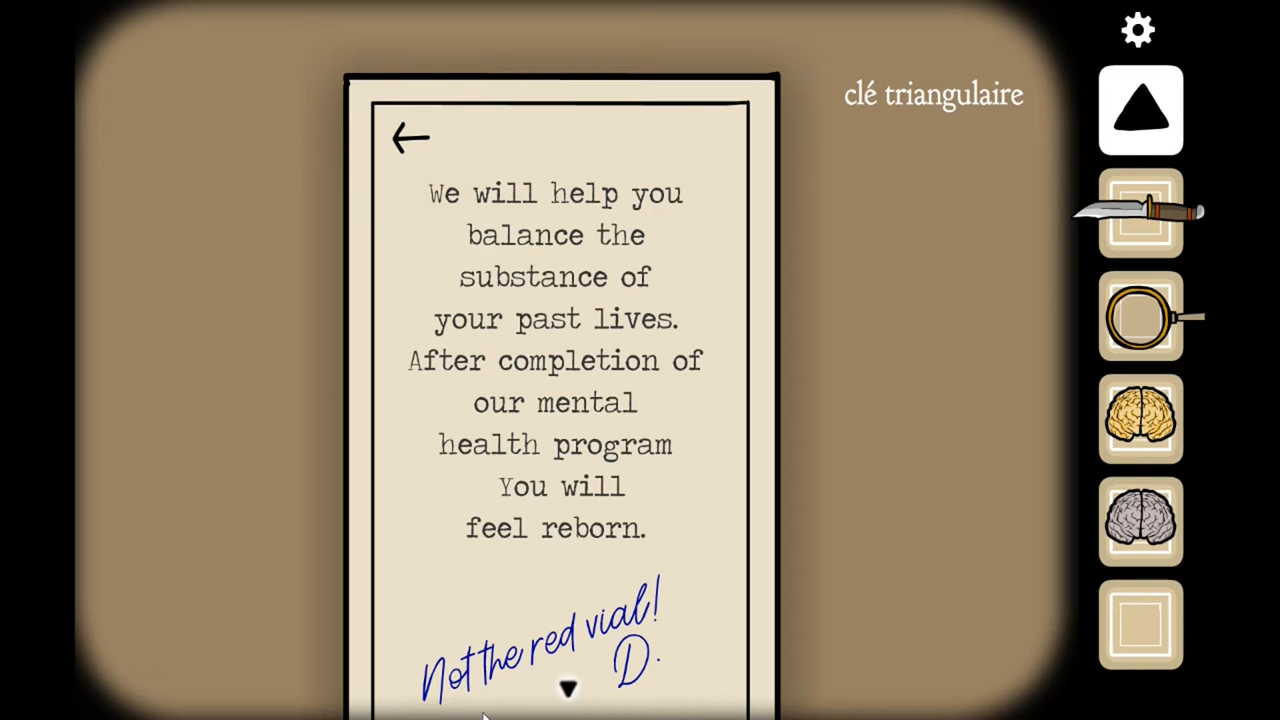 clé triangulaire
We will help you
balance the
substance of
your past lives.
After completion of
our mental
health program
You will
feel reborn.
Not the red vial!
D.